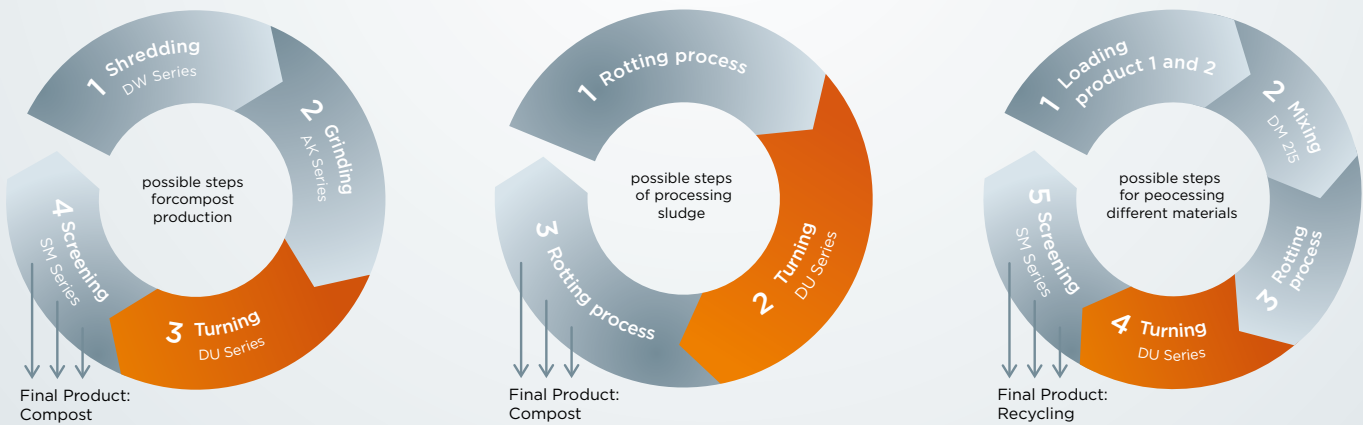 1 Shredding
DW Series
2 Grinding
AK Series
3 Turning
DU Series
4 Screening
SM Series
possible steps
forcompost
production
Final Product:
Compost
1 Rotting process
2 Turning
DU Series
3 Rotting process
possible steps
of processing
sludge
Final Product:
Compost
1 Loading
product 1 and 2
2 Mixing
DM 215
3 Rotting
process
4 Turning
DU Series
5 Screening
SM Series
possible steps
for peocessing
different materials
Final Product:
Recycling